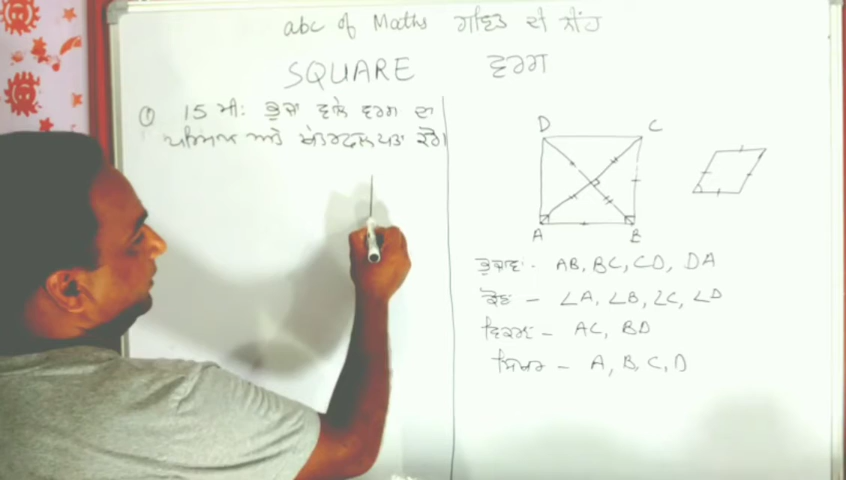 abc of Maths ਗਣਿਤ ਦੀ ਨੀਂਹ
SQUARE ਵਰਗ
① 15 ਮੀ: ਭੁਜਾ ਵਾਲੇ ਵਰਗ ਦਾ
ਪਰਿਮਾਪ ਅਤੇ ਖੇਤਰਫਲ ਪਤਾ ਕਰੋ।
D C
A B
ਭੁਜਾਵਾਂ - AB, BC, CD, DA
ਕੋਣ - ∠A, ∠B, ∠C, ∠D
ਵਿਕਰਣ - AC, BD
ਸਿਖਰ - A, B, C, D